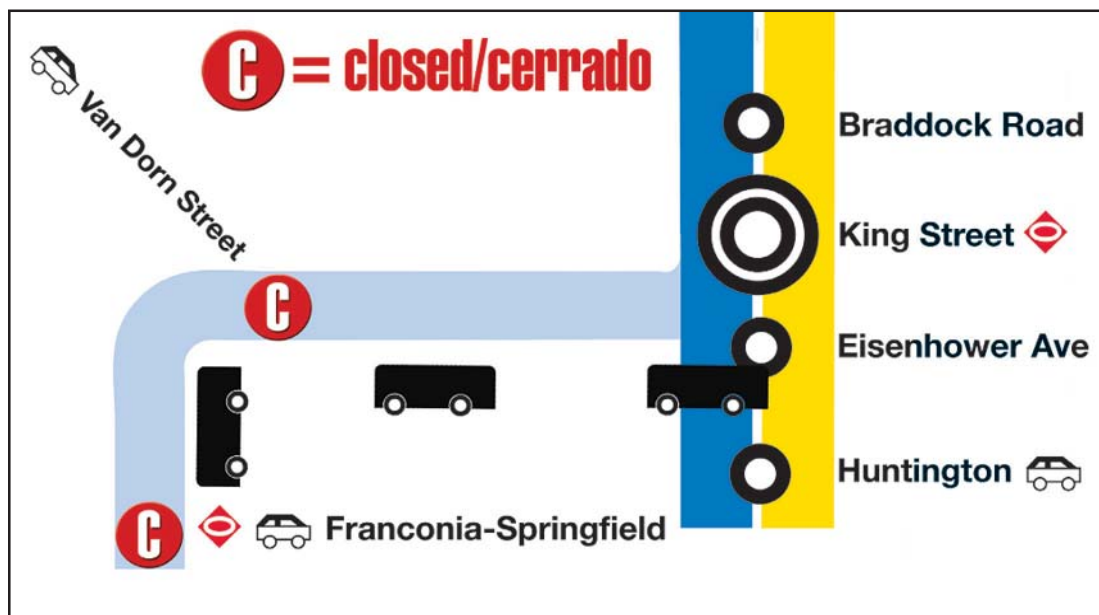 C = closed/cerrado
Van Dorn Street
Braddock Road
King Street
C
Eisenhower Ave
Huntington
C
Franconia-Springfield